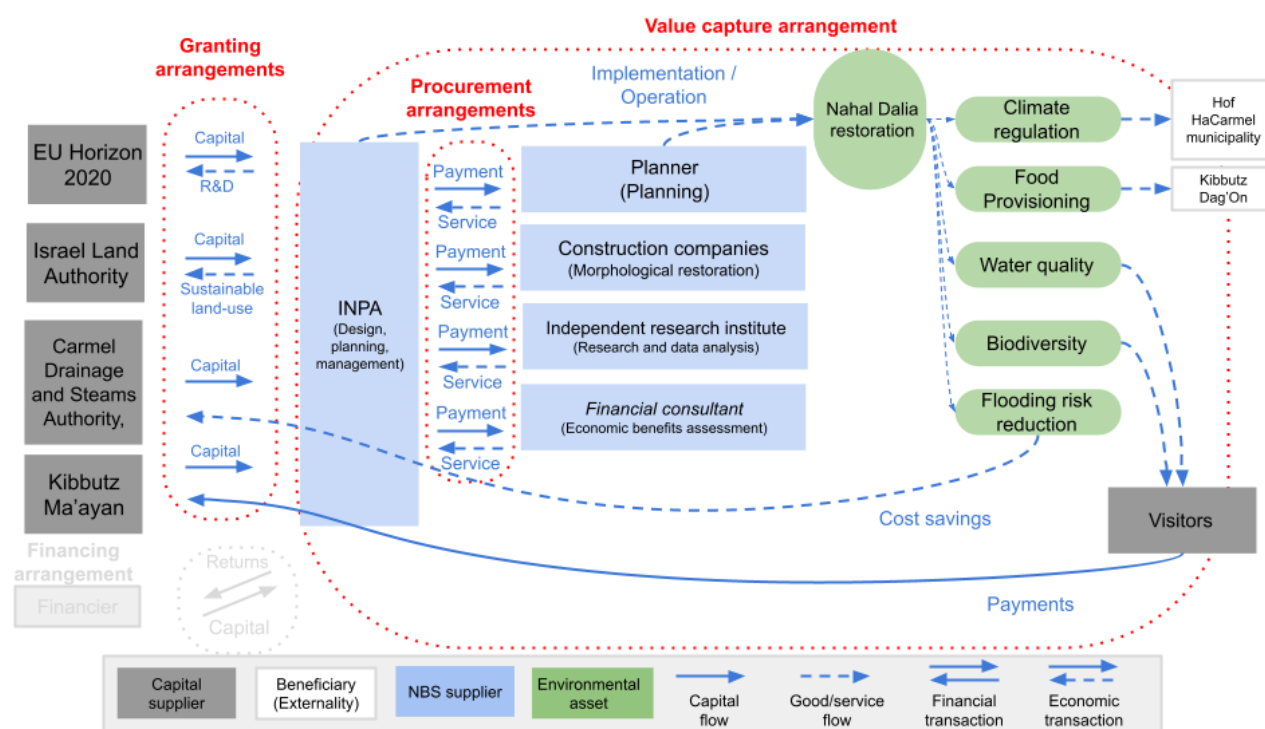 Value capture arrangement
Granting
arrangements
Procurement
arrangements
Implementation /
Operation
EU Horizon
2020
Israel Land
Authority
Carmel
Drainage
and Steams
Authority,
Kibbutz
Ma'ayan
Capital
R&D
Capital
Sustainable
land-use
Capital
Capital
INPA
(Design,
planning,
management)
Payment
Service
Payment
Service
Payment
Service
Payment
Service
Planner
(Planning)
Construction companies
(Morphological restoration)
Independent research institute
(Research and data analysis)
Financial consultant
(Economic benefits assessment)
Nahal Dalia
restoration
Climate
regulation
Food
Provisioning
Water quality
Biodiversity
Flooding risk
reduction
Hof
HaCarmel
municipality
Kibbutz
Dag'On
Visitors
Cost savings
Payments
Financing
arrangement
Financier
Returns
Capital
Capital
supplier
Beneficiary
(Externality)
NBS supplier
Environmental
asset
Capital
flow
Good/service
flow
Financial
transaction
Economic
transaction